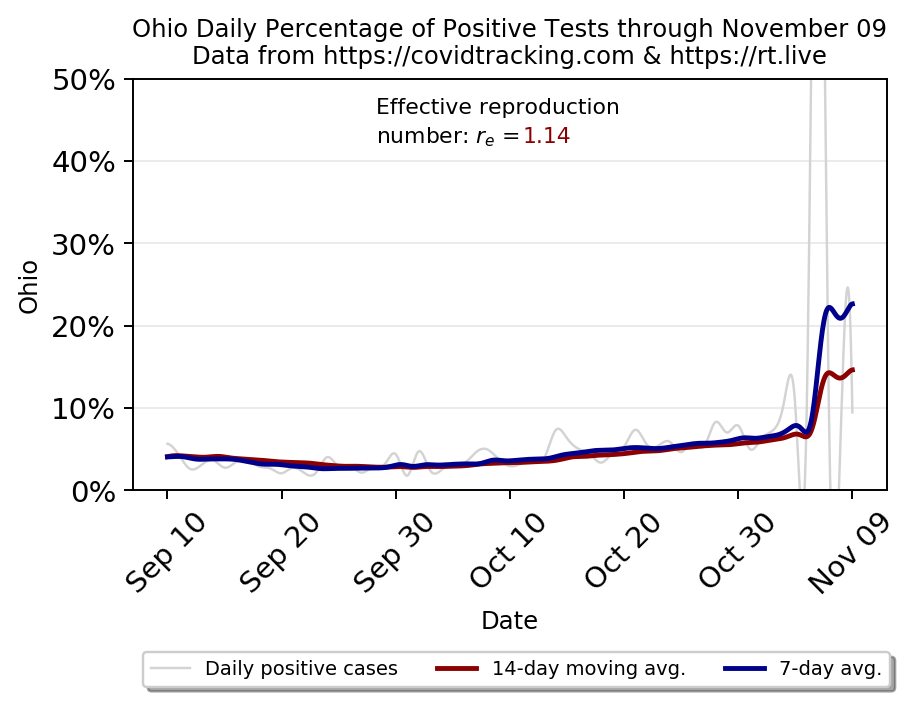 Ohio Daily Percentage of Positive Tests through November 09
Data from https://covidtracking.com & https://rt.live
50%
40%
30%
20%
10%
0%
Ohio
Effective reproduction
number: rₑ = 1.14
Sep 10
Sep 20
Sep 30
Oct 10
Oct 20
Oct 30
Nov 09
Date
Daily positive cases
14-day moving avg.
7-day avg.